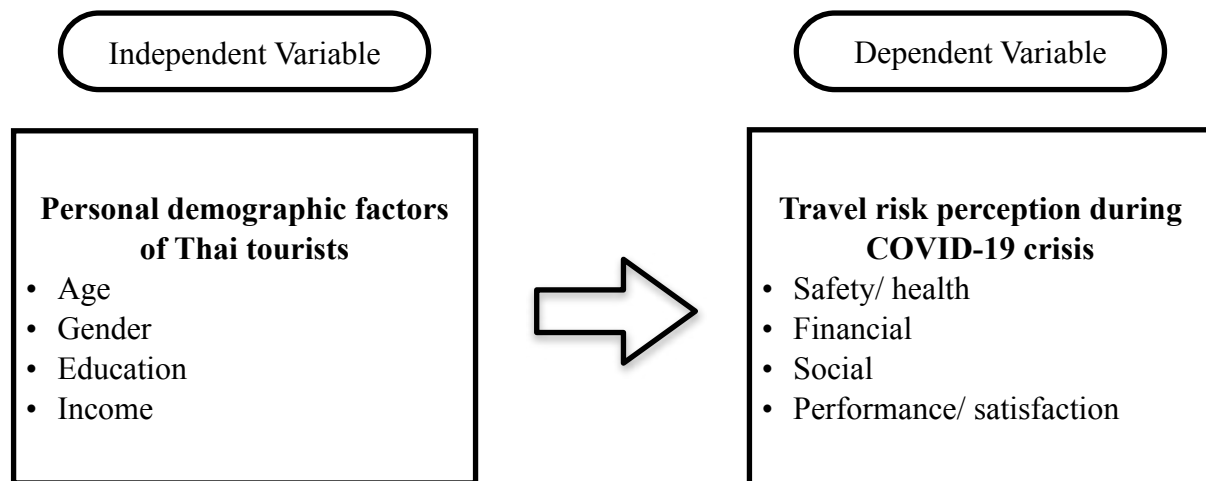 Independent Variable
Dependent Variable
Personal demographic factors
of Thai tourists
• Age
• Gender
• Education
• Income
Travel risk perception during
COVID-19 crisis
• Safety/ health
• Financial
• Social
• Performance/ satisfaction